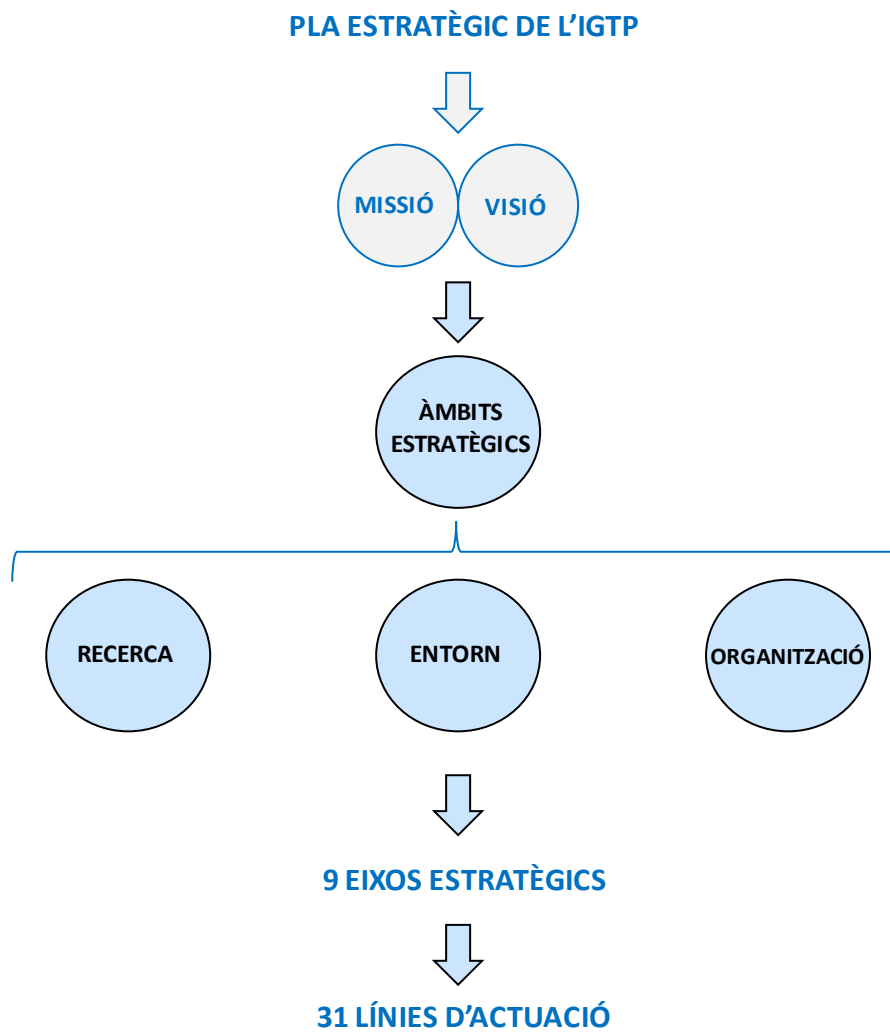 PLA ESTRATÈGIC DE L’IGTP
MISSIÓ
VISIÓ
ÀMBITS
ESTRATÈGICS
RECERCA
ENTORN
ORGANITZACIÓ
9 EIXOS ESTRATÈGICS
31 LÍNIES D’ACTUACIÓ